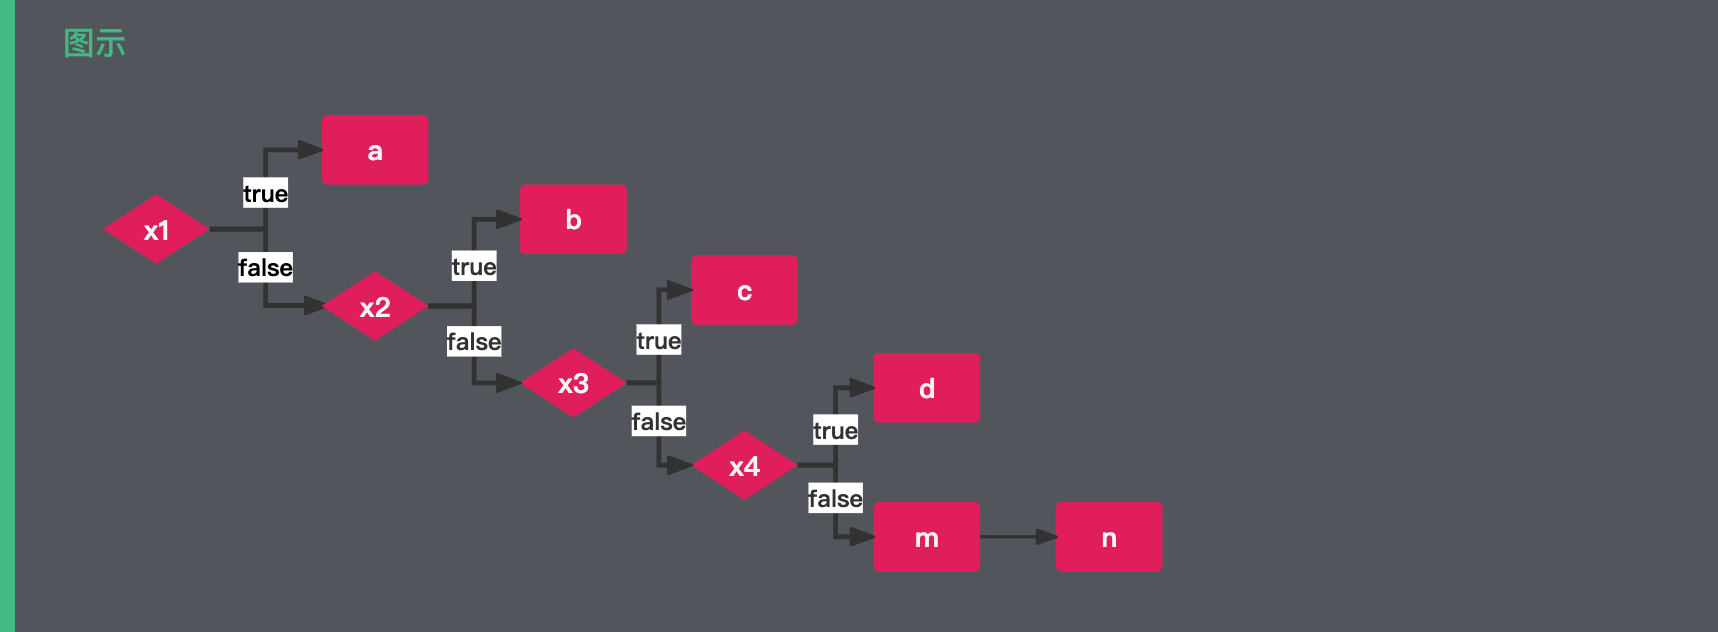 图示
a
true
x1
b
false
true
x2
c
false
true
x3
d
false
true
x4
false
m
n